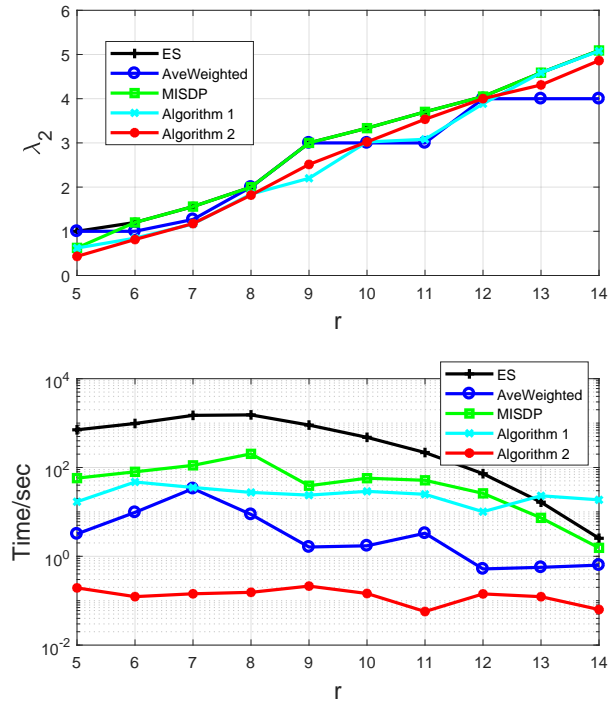 6
5
4
3
2
1
0
λ2
ES
AveWeighted
MISDP
Algorithm 1
Algorithm 2
5 6 7 8 9 10 11 12 13 14
r
10^4
10^2
10^0
10^-2
Time/sec
ES
AveWeighted
MISDP
Algorithm 1
Algorithm 2
5 6 7 8 9 10 11 12 13 14
r